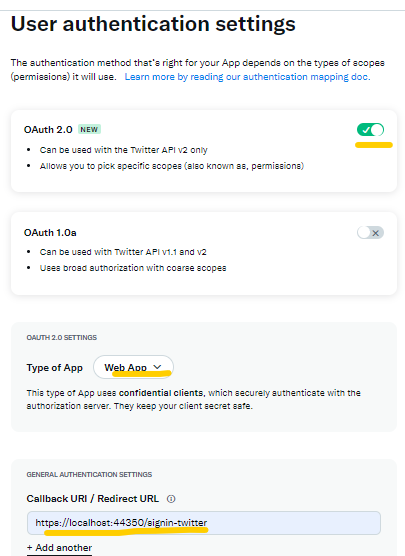 User authentication settings
The authentication method that's right for your App depends on the types of scopes
(permissions) it will use. Learn more by reading our authentication mapping doc.
OAuth 2.0 NEW
• Can be used with the Twitter API v2 only
• Allows you to pick specific scopes (also known as, permissions)
OAuth 1.0a
• Can be used with Twitter API v1.1 and v2
• Uses broad authorization with coarse scopes
OAUTH 2.0 SETTINGS
Type of App Web App
This type of App uses confidential clients, which securely authenticate with the
authorization server. They keep your client secret safe.
GENERAL AUTHENTICATION SETTINGS
Callback URI / Redirect URL
https://localhost:44350/signin-twitter
+ Add another